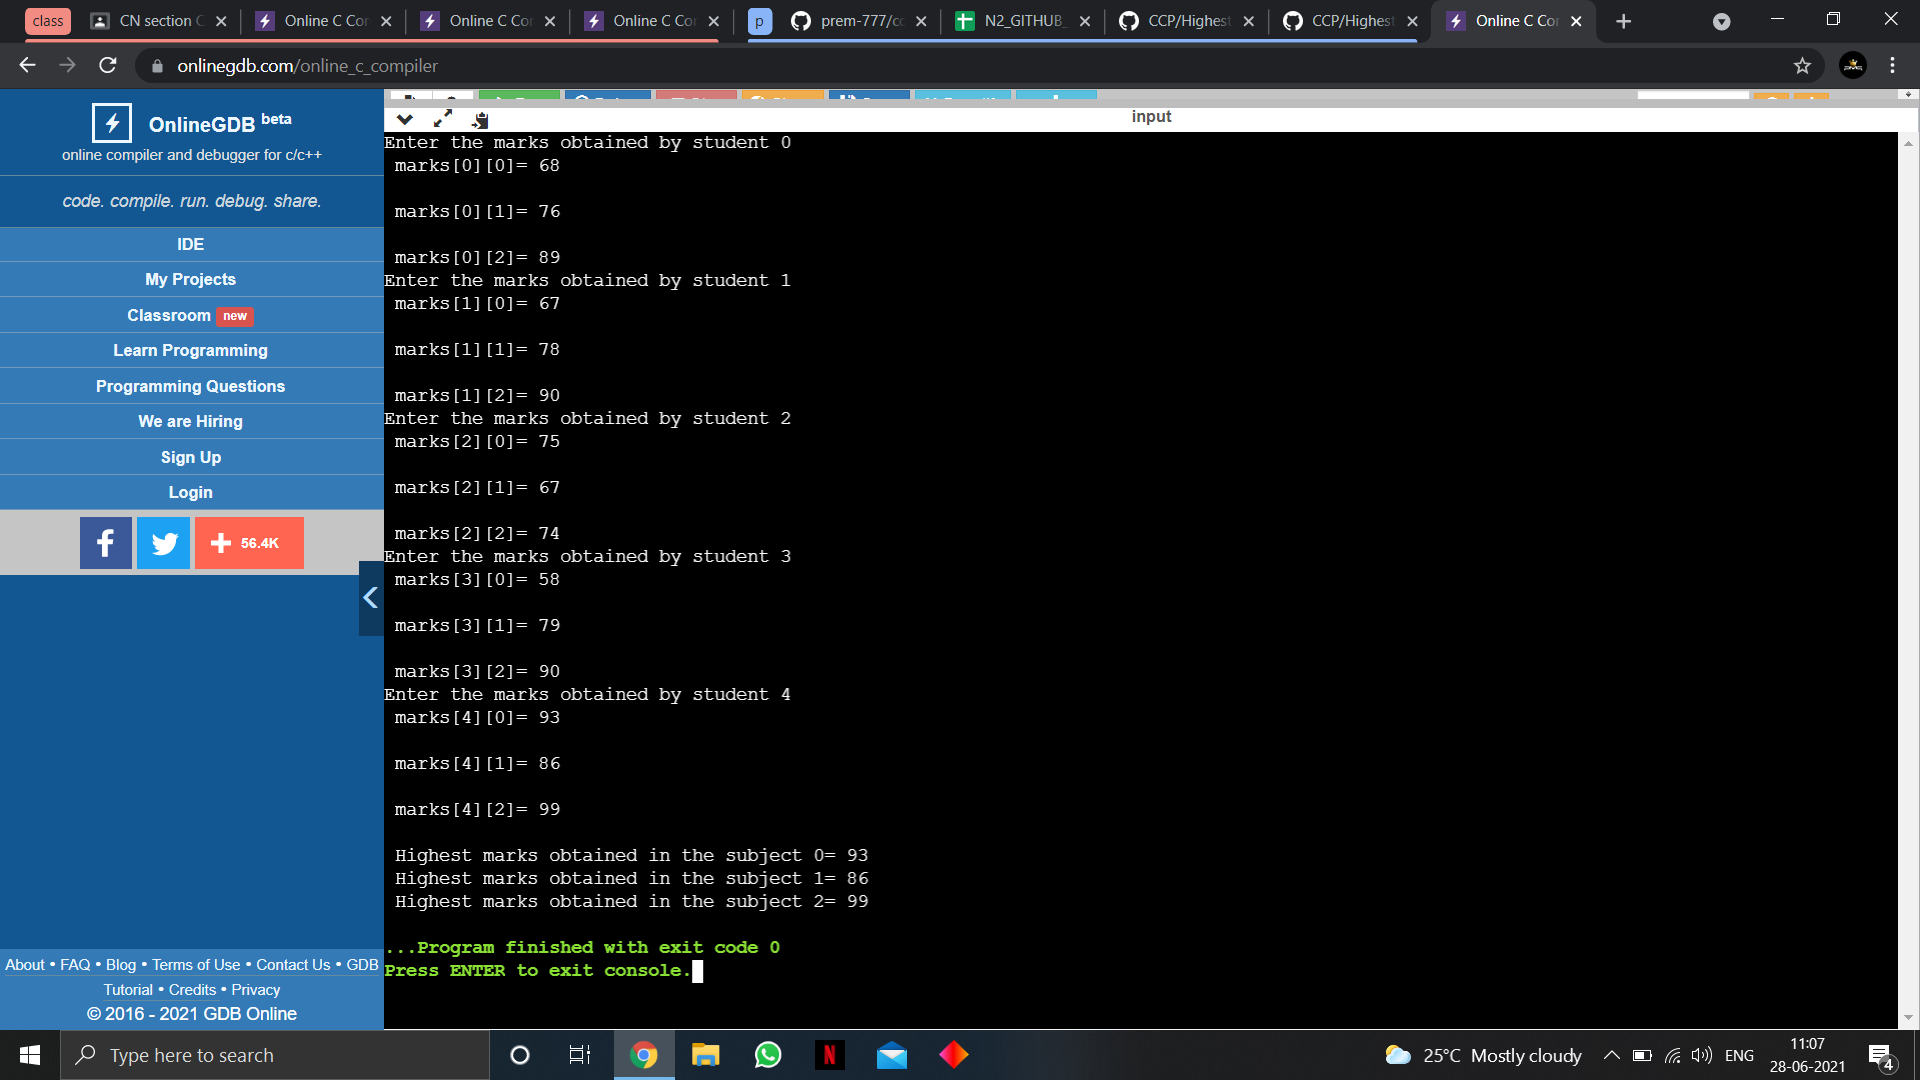 class CN section C Online C Con Online C Con Online C Con p prem-777/cc N2_GITHUB_ CCP/Highest CCP/Highest Online C Con
onlinegdb.com/online_c_compiler
OnlineGDB beta
online compiler and debugger for c/c++
code. compile. run. debug. share.
IDE
My Projects
Classroom new
Learn Programming
Programming Questions
We are Hiring
Sign Up
Login
56.4K
About • FAQ • Blog • Terms of Use • Contact Us • GDB
Tutorial • Credits • Privacy
© 2016 - 2021 GDB Online
input
Enter the marks obtained by student 0
marks[0][0]= 68
marks[0][1]= 76
marks[0][2]= 89
Enter the marks obtained by student 1
marks[1][0]= 67
marks[1][1]= 78
marks[1][2]= 90
Enter the marks obtained by student 2
marks[2][0]= 75
marks[2][1]= 67
marks[2][2]= 74
Enter the marks obtained by student 3
marks[3][0]= 58
marks[3][1]= 79
marks[3][2]= 90
Enter the marks obtained by student 4
marks[4][0]= 93
marks[4][1]= 86
marks[4][2]= 99
Highest marks obtained in the subject 0= 93
Highest marks obtained in the subject 1= 86
Highest marks obtained in the subject 2= 99
...Program finished with exit code 0
Press ENTER to exit console.
Type here to search
25°C Mostly cloudy
ENG
11:07
28-06-2021
4